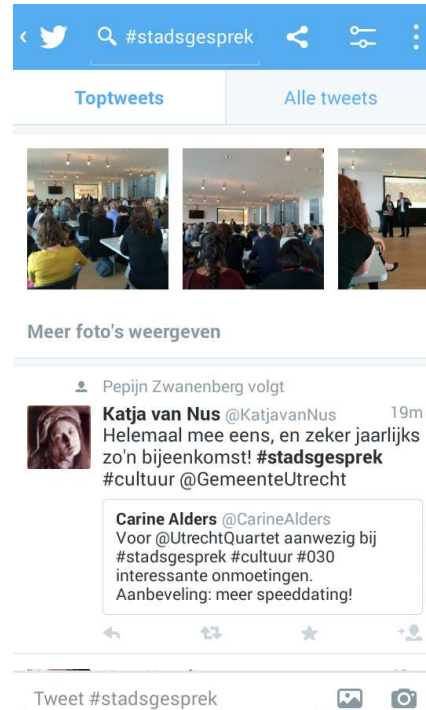 #stadsgesprek
Toptweets
Alle tweets
Meer foto's weergeven
Pepijn Zwanenberg volgt
Katja van Nus @KatjavanNus 19m
Helemaal mee eens, en zeker jaarlijks
zo'n bijeenkomst! #stadsgesprek
#cultuur @GemeenteUtrecht
Carine Alders @CarineAlders
Voor @UtrechtQuartet aanwezig bij
#stadsgesprek #cultuur #030
interessante onmoetingen.
Aanbeveling: meer speeddating!
Tweet #stadsgesprek